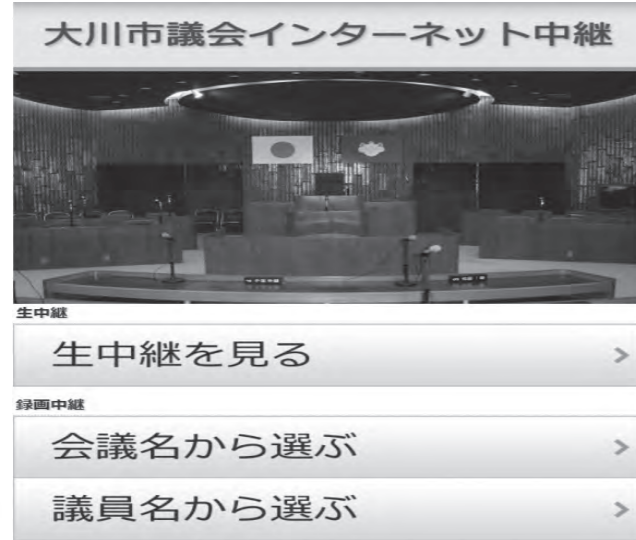 大川市議会インターネット中継
生中継
生中継を見る
録画中継
会議名から選ぶ
議員名から選ぶ